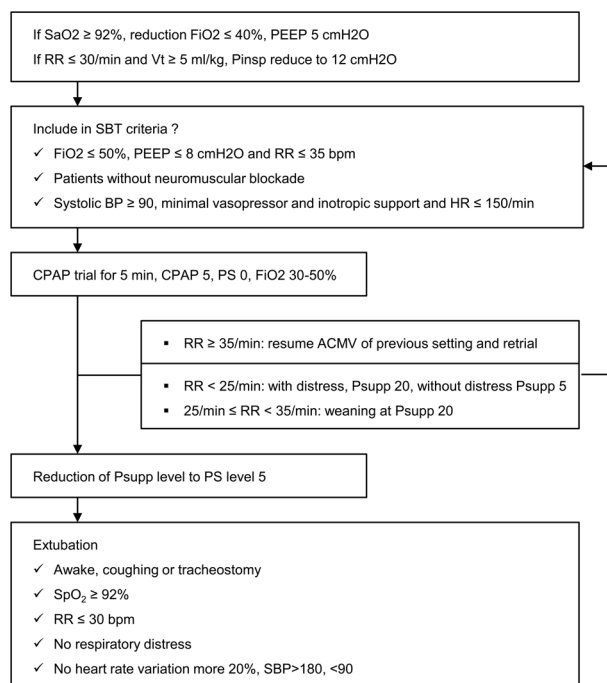 If SaO2 ≥ 92%, reduction FiO2 ≤ 40%, PEEP 5 cmH2O
If RR ≤ 30/min and Vt ≥ 5 ml/kg, Pinsp reduce to 12 cmH2O
Include in SBT criteria ?
✓ FiO2 ≤ 50%, PEEP ≤ 8 cmH2O and RR ≤ 35 bpm
✓ Patients without neuromuscular blockade
✓ Systolic BP ≥ 90, minimal vasopressor and inotropic support and HR ≤ 150/min
CPAP trial for 5 min, CPAP 5, PS 0, FiO2 30-50%
▪ RR ≥ 35/min: resume ACMV of previous setting and retrial
▪ RR < 25/min: with distress, Psupp 20, without distress Psupp 5
▪ 25/min ≤ RR < 35/min: weaning at Psupp 20
Reduction of Psupp level to PS level 5
Extubation
✓ Awake, coughing or tracheostomy
✓ SpO₂ ≥ 92%
✓ RR ≤ 30 bpm
✓ No respiratory distress
✓ No heart rate variation more 20%, SBP>180, <90